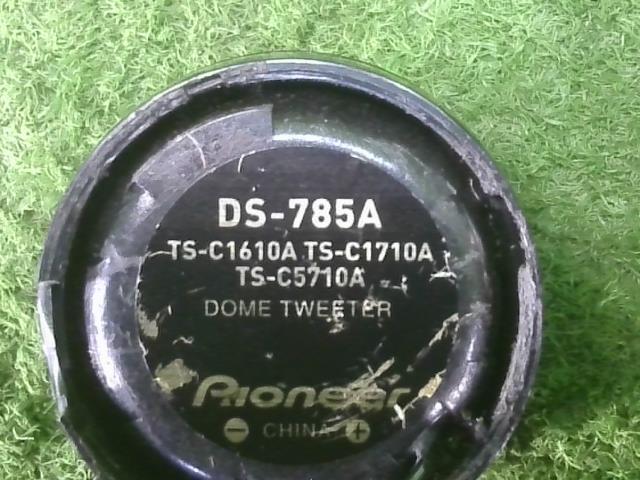 DS-785A
TS-C1610A TS-C1710A
TS-C5710A
DOME TWEETER
Pioneer
CHINA